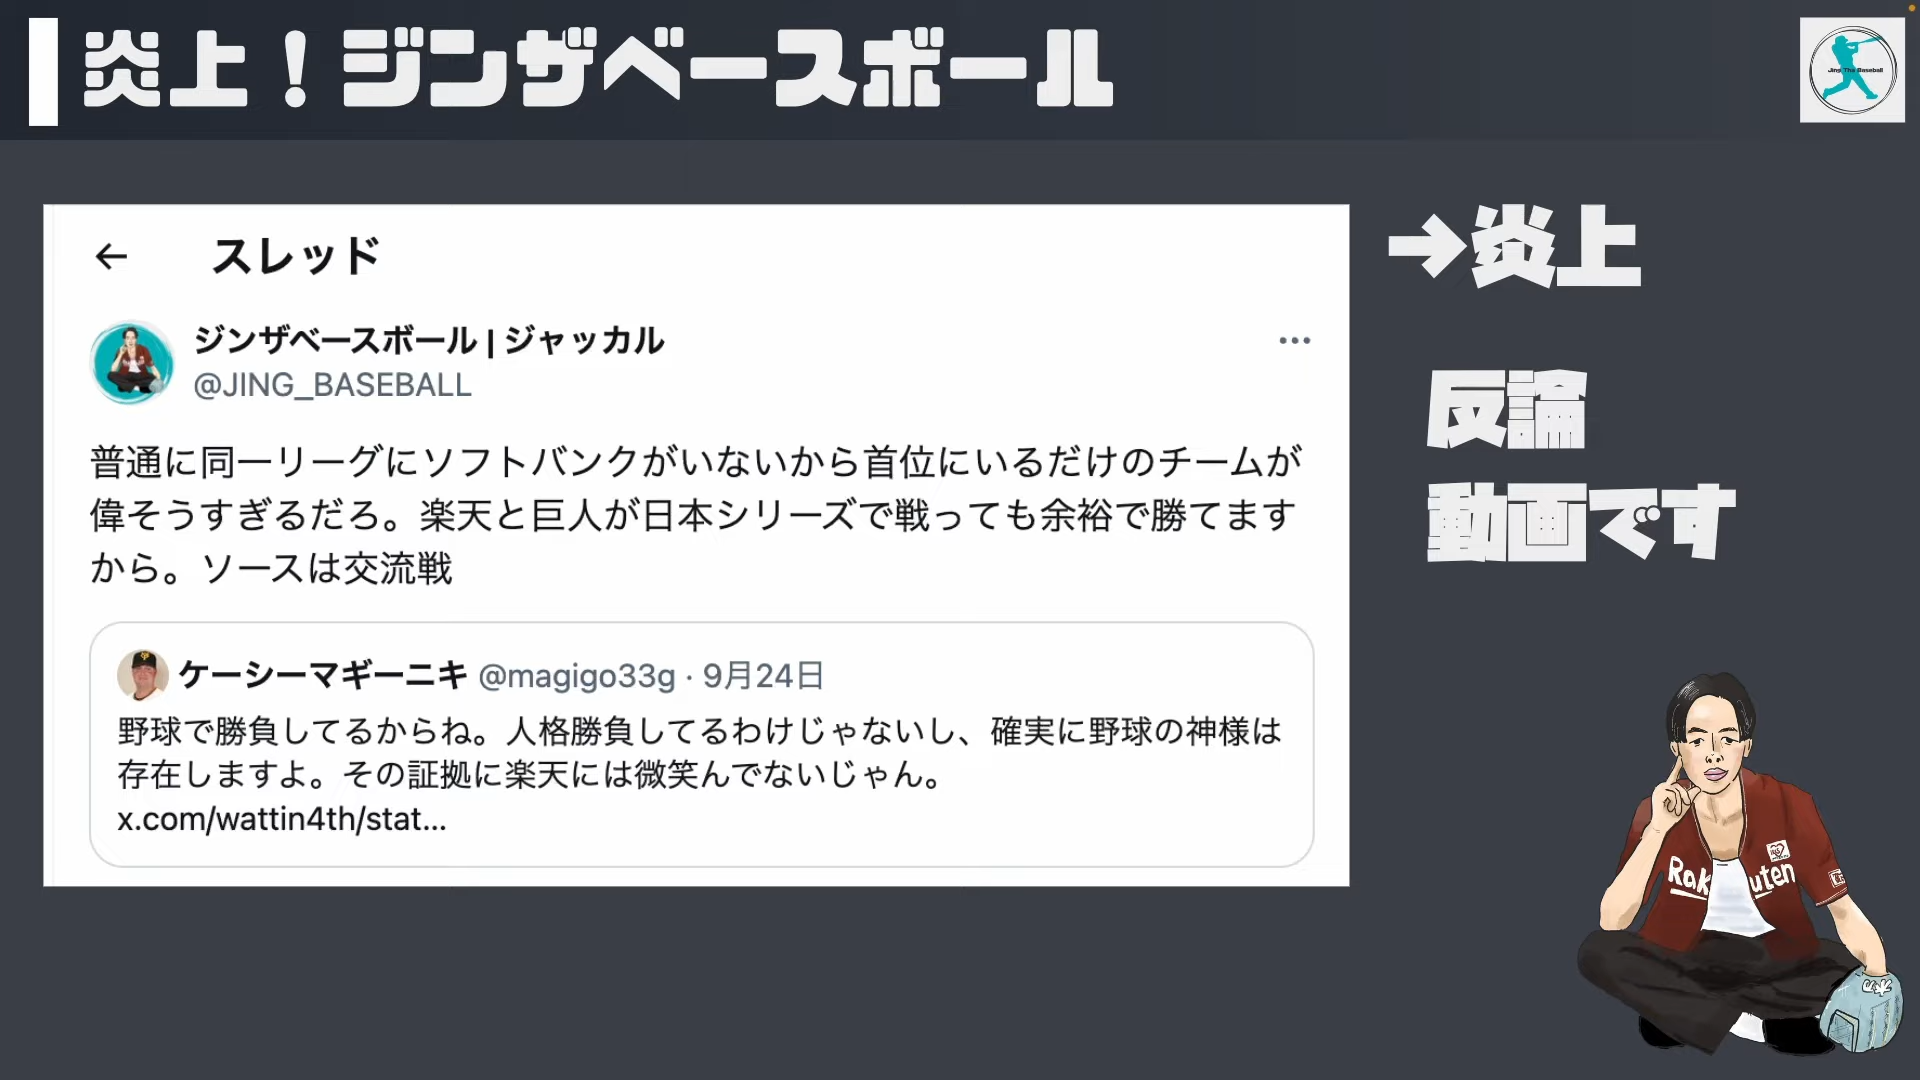 炎上！ジンザベースボール
Jing The Baseball
→炎上
反論
動画です
スレッド
ジンザベースボール | ジャッカル
@JING_BASEBALL
普通に同一リーグにソフトバンクがいないから首位にいるだけのチームが
偉そうすぎるだろ。楽天と巨人が日本シリーズで戦っても余裕で勝てます
から。ソースは交流戦
ケーシーマギーニキ @magigo33g · 9月24日
野球で勝負してるからね。人格勝負してるわけじゃないし、確実に野球の神様は
存在しますよ。その証拠に楽天には微笑んでないじゃん。
x.com/wattin4th/stat...
Rakuten